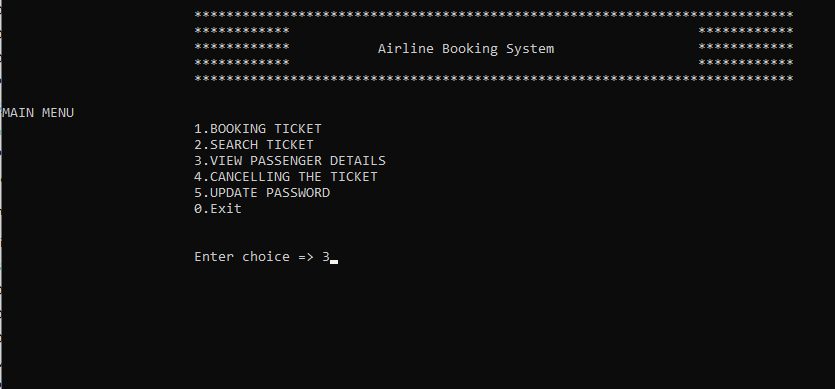 ***************************************************************************
************ ************
************ Airline Booking System ************
************ ************
***************************************************************************
MAIN MENU
1.BOOKING TICKET
2.SEARCH TICKET
3.VIEW PASSENGER DETAILS
4.CANCELLING THE TICKET
5.UPDATE PASSWORD
0.Exit
Enter choice => 3_